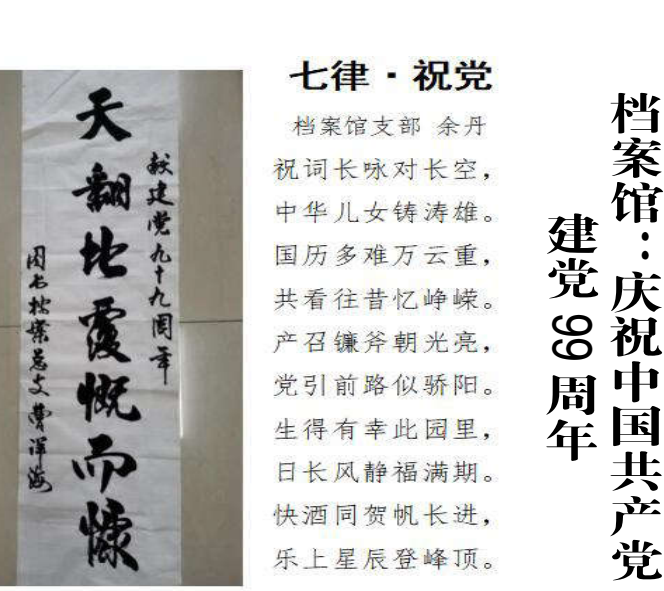 档案馆：庆祝中国共产党
建党99周年
七律·祝党
档案馆支部 余丹
祝词长咏对长空，
中华儿女铸涛雄。
国历多难万云重，
共看往昔忆峥嵘。
产召镰斧朝光亮，
党引前路似骄阳。
生得有幸此园里，
日长风静福满期。
快酒同贺帆长进，
乐上星辰登峰顶。
献建党九十九周年
天翻地覆慨而慷
图书档案总支曹